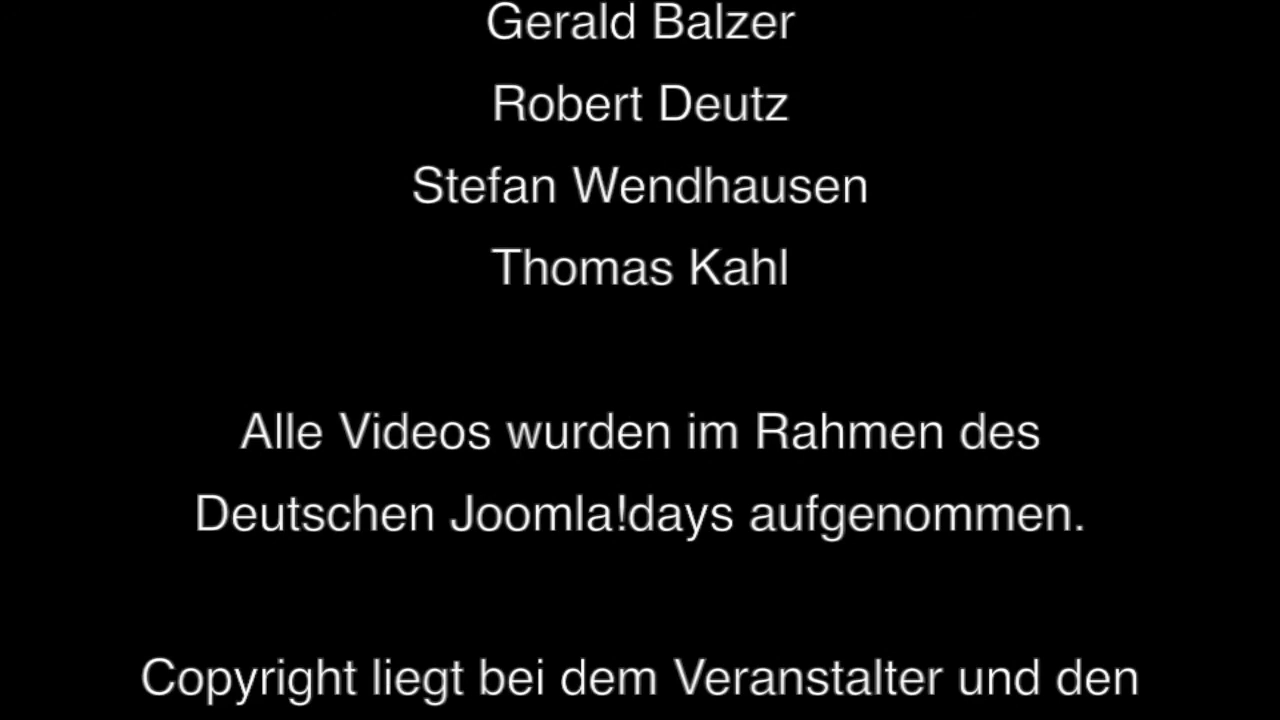 Gerald Balzer
Robert Deutz
Stefan Wendhausen
Thomas Kahl
Alle Videos wurden im Rahmen des
Deutschen Joomla!days aufgenommen.
Copyright liegt bei dem Veranstalter und den